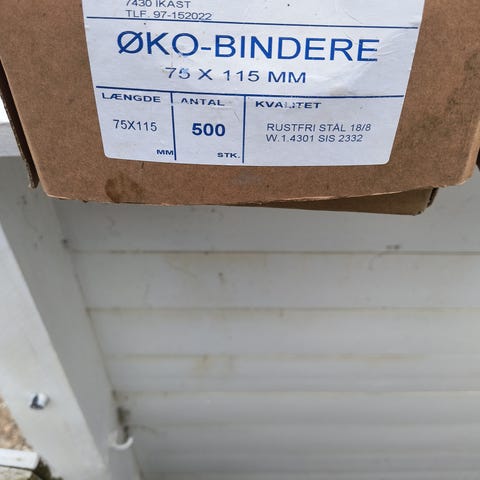 7430 IKAST
TLF. 97-152022
ØKO-BINDERE
75 X 115 MM
LÆNGDE ANTAL KVALITET
75X115 500 RUSTFRI STÅL 18/8
MM STK. W.1.4301 SIS 2332